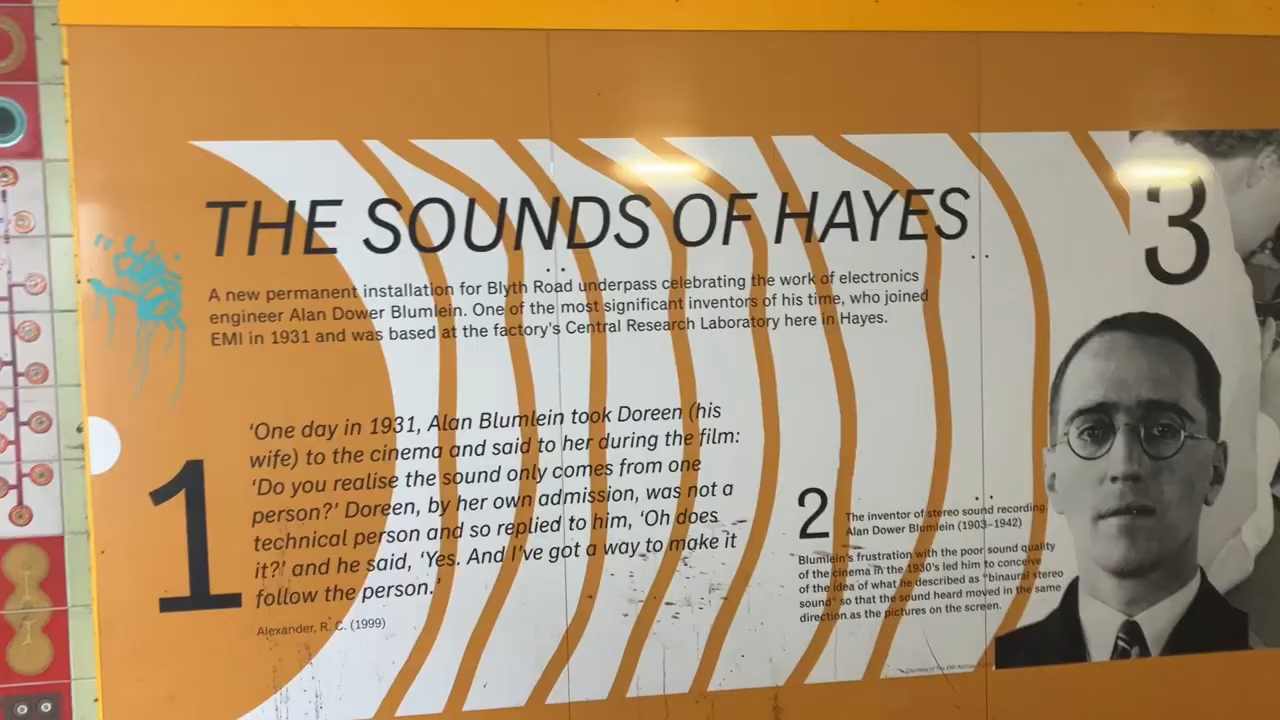 THE SOUNDS OF HAYES
A new permanent installation for Blyth Road underpass celebrating the work of electronics
engineer Alan Dower Blumlein. One of the most significant inventors of his time, who joined
EMI in 1931 and was based at the factory's Central Research Laboratory here in Hayes.
1
'One day in 1931, Alan Blumlein took Doreen (his
wife) to the cinema and said to her during the film:
'Do you realise the sound only comes from one
person?' Doreen, by her own admission, was not a
technical person and so replied to him, 'Oh does
it?' and he said, 'Yes. And I've got a way to make it
follow the person.'
Alexander, R. C. (1999)
2
The inventor of stereo sound recording,
Alan Dower Blumlein (1903–1942)
Blumlein's frustration with the poor sound quality
of the cinema in the 1930's led him to conceive
of the idea of what he described as "binaural stereo
sound" so that the sound heard moved in the same
direction as the pictures on the screen.
Courtesy of The EMI Archive
3